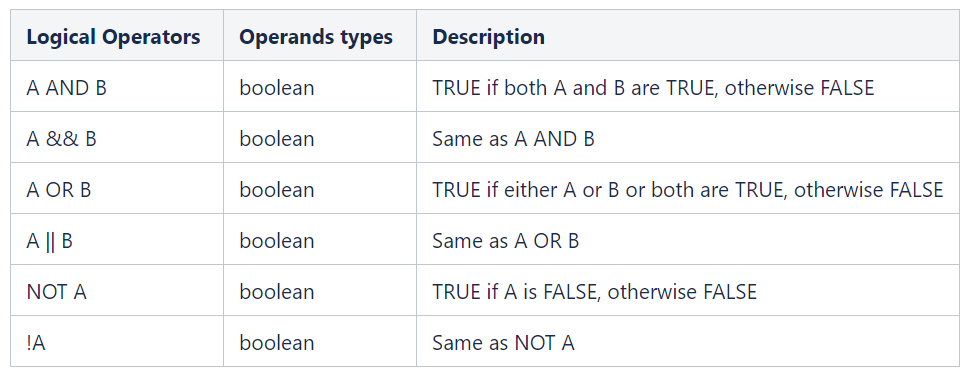 Logical Operators Operands types Description
A AND B boolean TRUE if both A and B are TRUE, otherwise FALSE
A && B boolean Same as A AND B
A OR B boolean TRUE if either A or B or both are TRUE, otherwise FALSE
A || B boolean Same as A OR B
NOT A boolean TRUE if A is FALSE, otherwise FALSE
!A boolean Same as NOT A